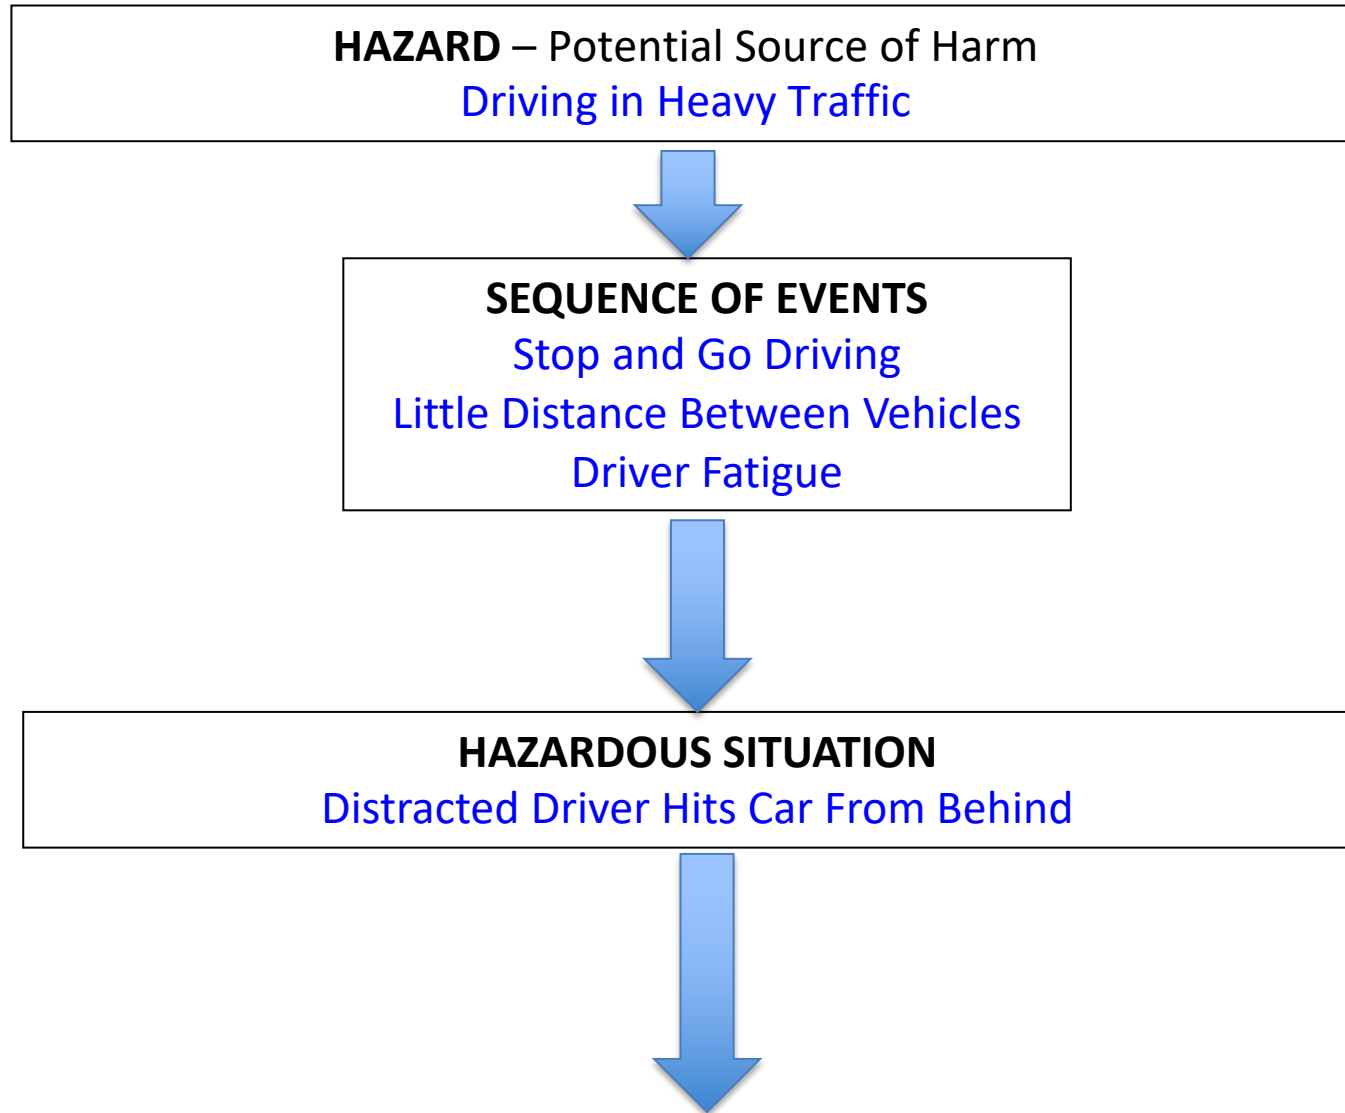 HAZARD – Potential Source of Harm
Driving in Heavy Traffic
SEQUENCE OF EVENTS
Stop and Go Driving
Little Distance Between Vehicles
Driver Fatigue
HAZARDOUS SITUATION
Distracted Driver Hits Car From Behind